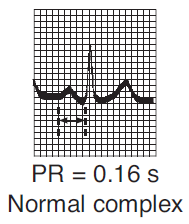 PR = 0.16 s
Normal complex